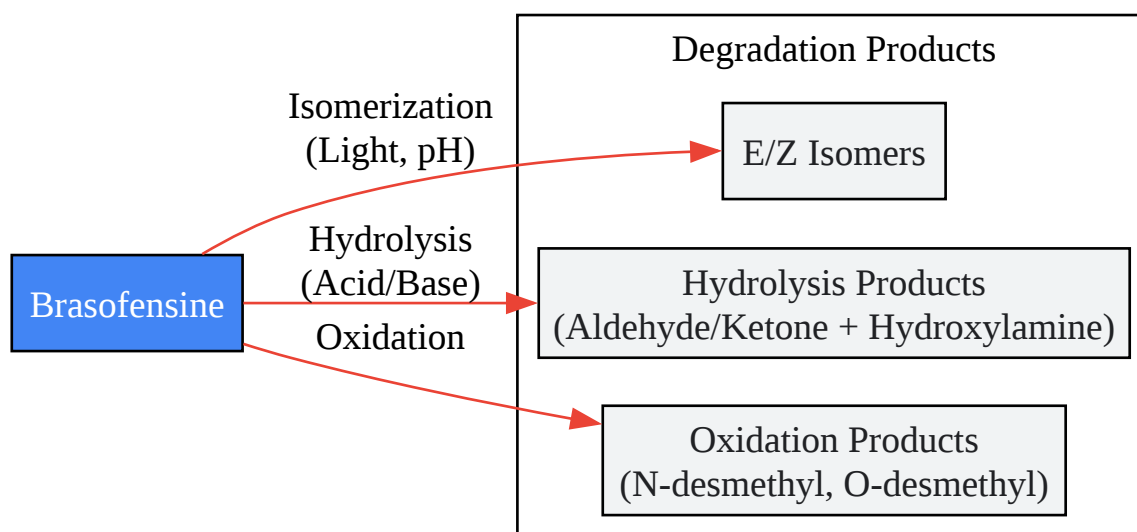 Degradation Products
Isomerization
(Light, pH)
E/Z Isomers
Brasofensine
Hydrolysis
(Acid/Base)
Hydrolysis Products
(Aldehyde/Ketone + Hydroxylamine)
Oxidation
Oxidation Products
(N-desmethyl, O-desmethyl)